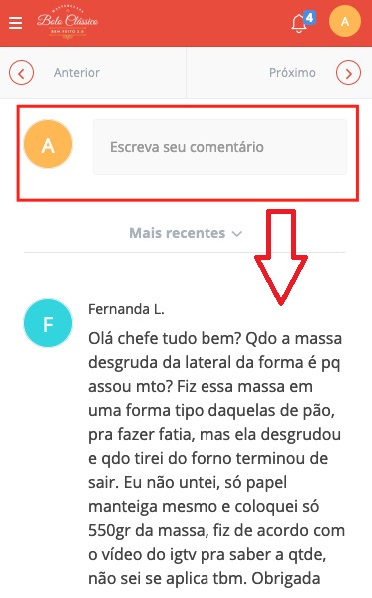 MASTERCLASS
Bolo Clássico
BEM FEITO 2.0
4
A
Anterior
Próximo
A
Escreva seu comentário
Mais recentes
F
Fernanda L.
Olá chefe tudo bem? Qdo a massa
desgruda da lateral da forma é pq
assou mto? Fiz essa massa em
uma forma tipo daquelas de pão,
pra fazer fatia, mas ela desgrudou
e qdo tirei do forno terminou de
sair. Eu não untei, só papel
manteiga mesmo e coloquei só
550gr da massa, fiz de acordo com
o vídeo do igtv pra saber a qtde,
não sei se aplica tbm. Obrigada